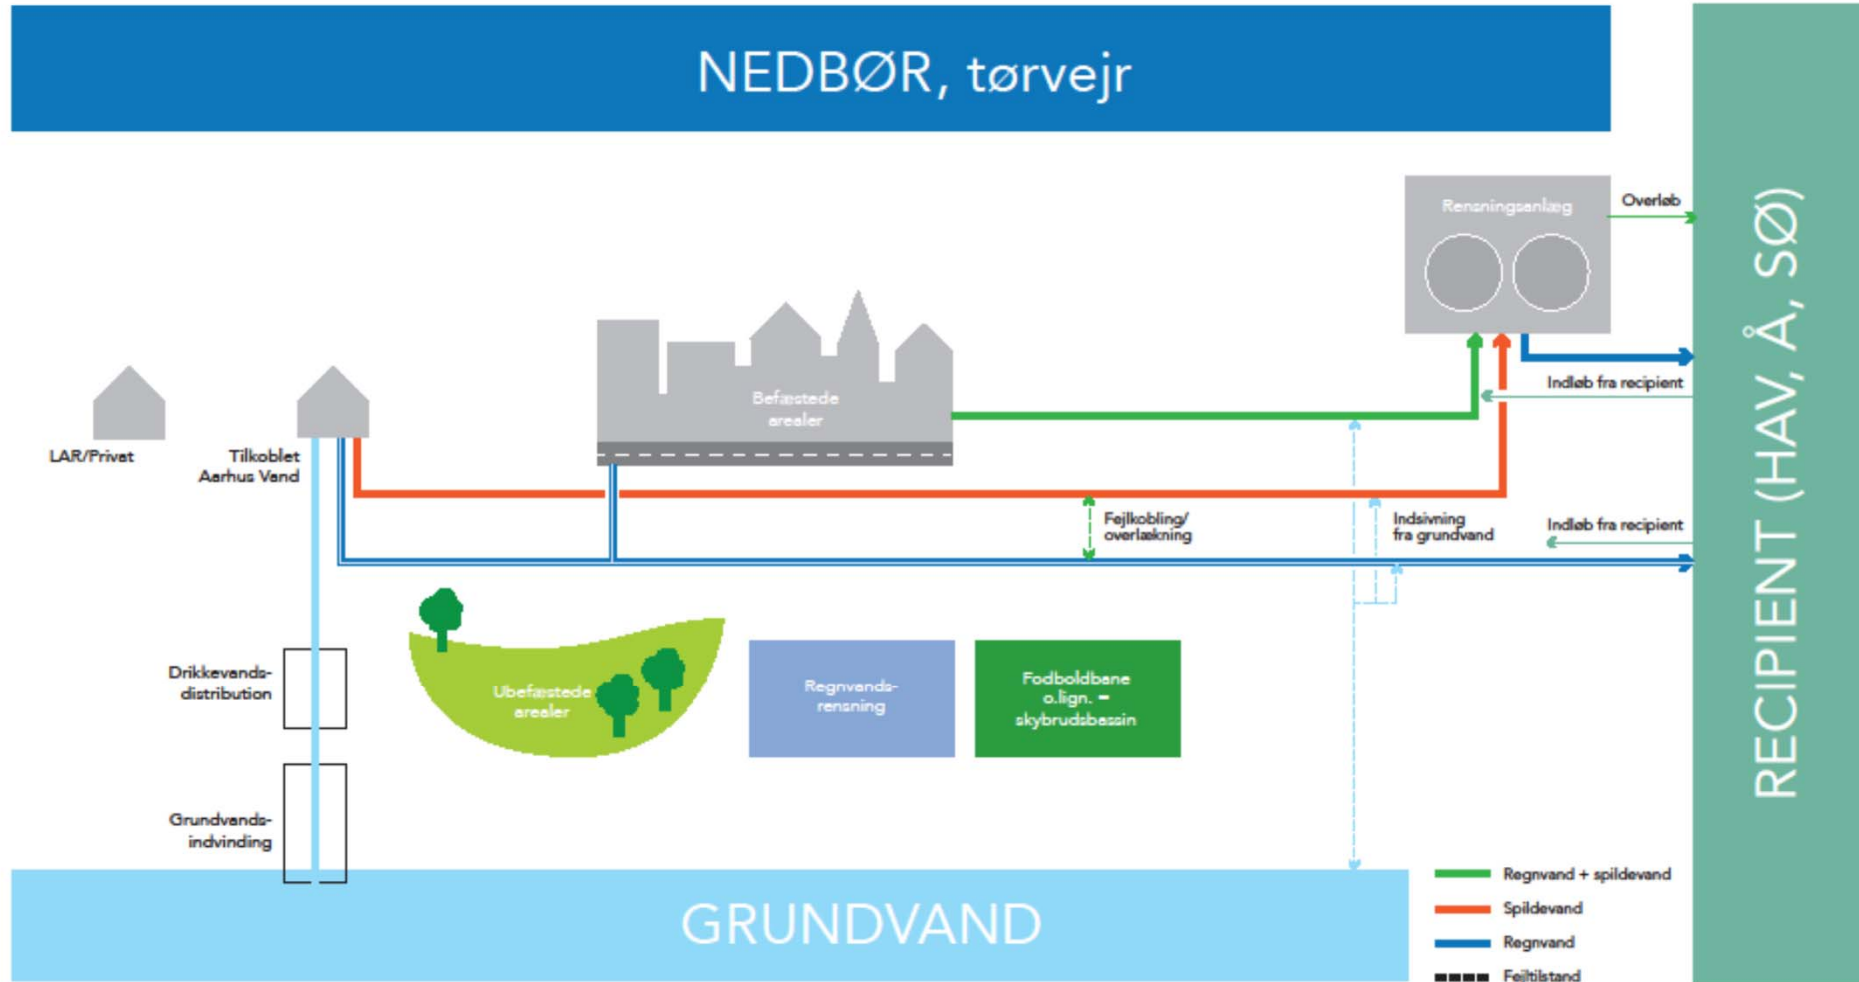 NEDBØR, tørvejr
Rensningsanlæg
Overløb
RECIPIENT (HAV, Å, SØ)
Befæstede
arealer
Indløb fra recipient
LAR/Privat
Tilkoblet
Aarhus Vand
Fejlkobling/
overlækning
Indsivning
fra grundvand
Indløb fra recipient
Drikkevands-
distribution
Ubefæstede
arealer
Regnvands-
rensning
Fodboldbane
o.lign. =
skybrudsbassin
Grundvands-
indvinding
GRUNDVAND
Regnvand + spildevand
Spildevand
Regnvand
Fejltilstand